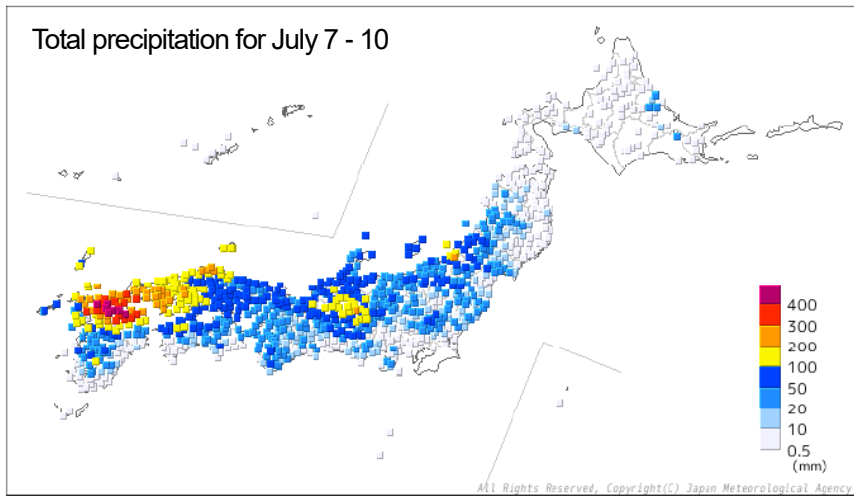 Total precipitation for July 7 - 10
400
300
200
100
50
20
10
0.5
(mm)
All Rights Reserved, Copyright(C) Japan Meteorological Agency